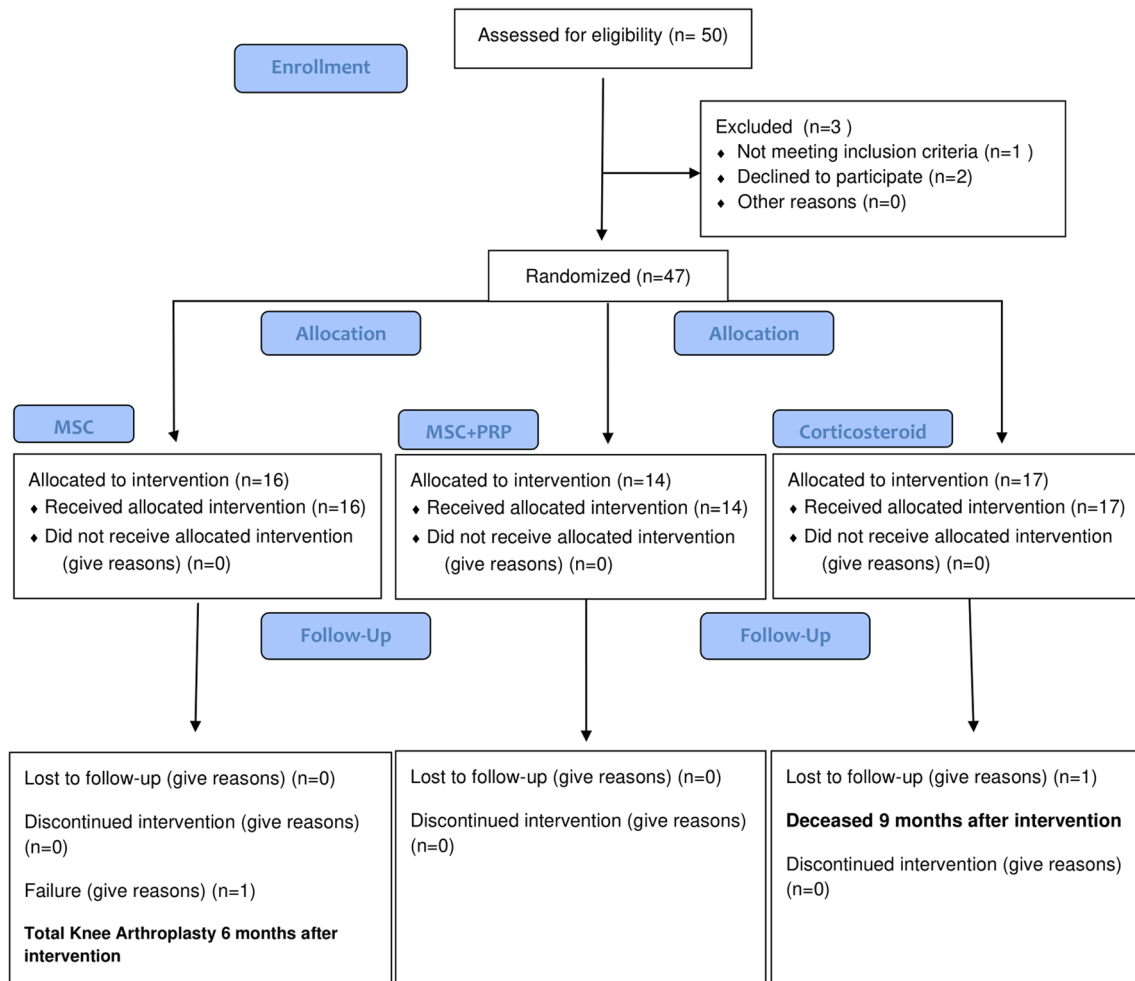 Assessed for eligibility (n= 50)
Enrollment
Excluded  (n=3 )
♦ Not meeting inclusion criteria (n=1 )
♦ Declined to participate (n=2)
♦ Other reasons (n=0)
Randomized (n=47)
Allocation
Allocation
MSC
Allocated to intervention (n=16)
♦ Received allocated intervention (n=16)
♦ Did not receive allocated intervention
(give reasons) (n=0)
MSC+PRP
Allocated to intervention (n=14)
♦ Received allocated intervention (n=14)
♦ Did not receive allocated intervention
(give reasons) (n=0)
Corticosteroid
Allocated to intervention (n=17)
♦ Received allocated intervention (n=17)
♦ Did not receive allocated intervention
(give reasons) (n=0)
Follow-Up
Follow-Up
Lost to follow-up (give reasons) (n=0)
Discontinued intervention (give reasons)
(n=0)
Failure (give reasons) (n=1)
Total Knee Arthroplasty 6 months after
intervention
Lost to follow-up (give reasons) (n=0)
Discontinued intervention (give reasons)
(n=0)
Lost to follow-up (give reasons) (n=1)
Deceased 9 months after intervention
Discontinued intervention (give reasons)
(n=0)